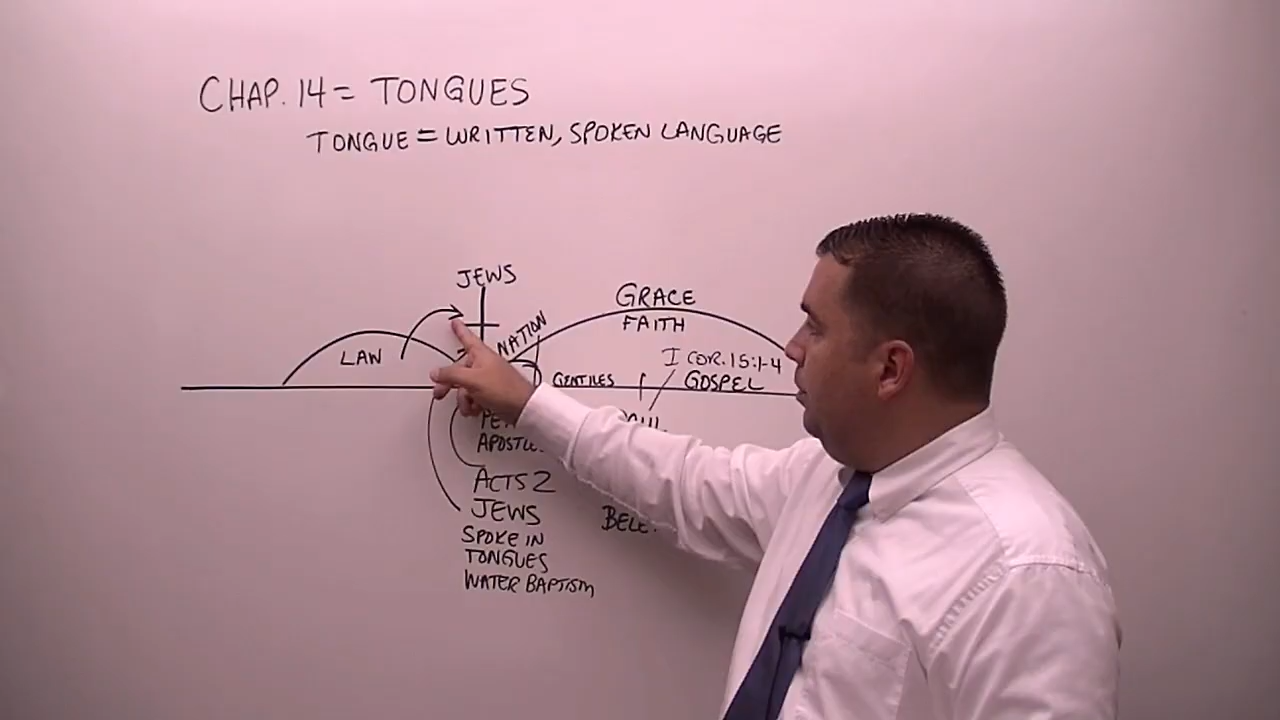 CHAP. 14 = TONGUES
TONGUE = WRITTEN, SPOKEN LANGUAGE
JEWS
GRACE
FAITH
NATION
LAW
I COR. 15:1-4
GENTILES
GOSPEL
ACTS 2
JEWS
SPOKE IN
TONGUES
WATER BAPTISM